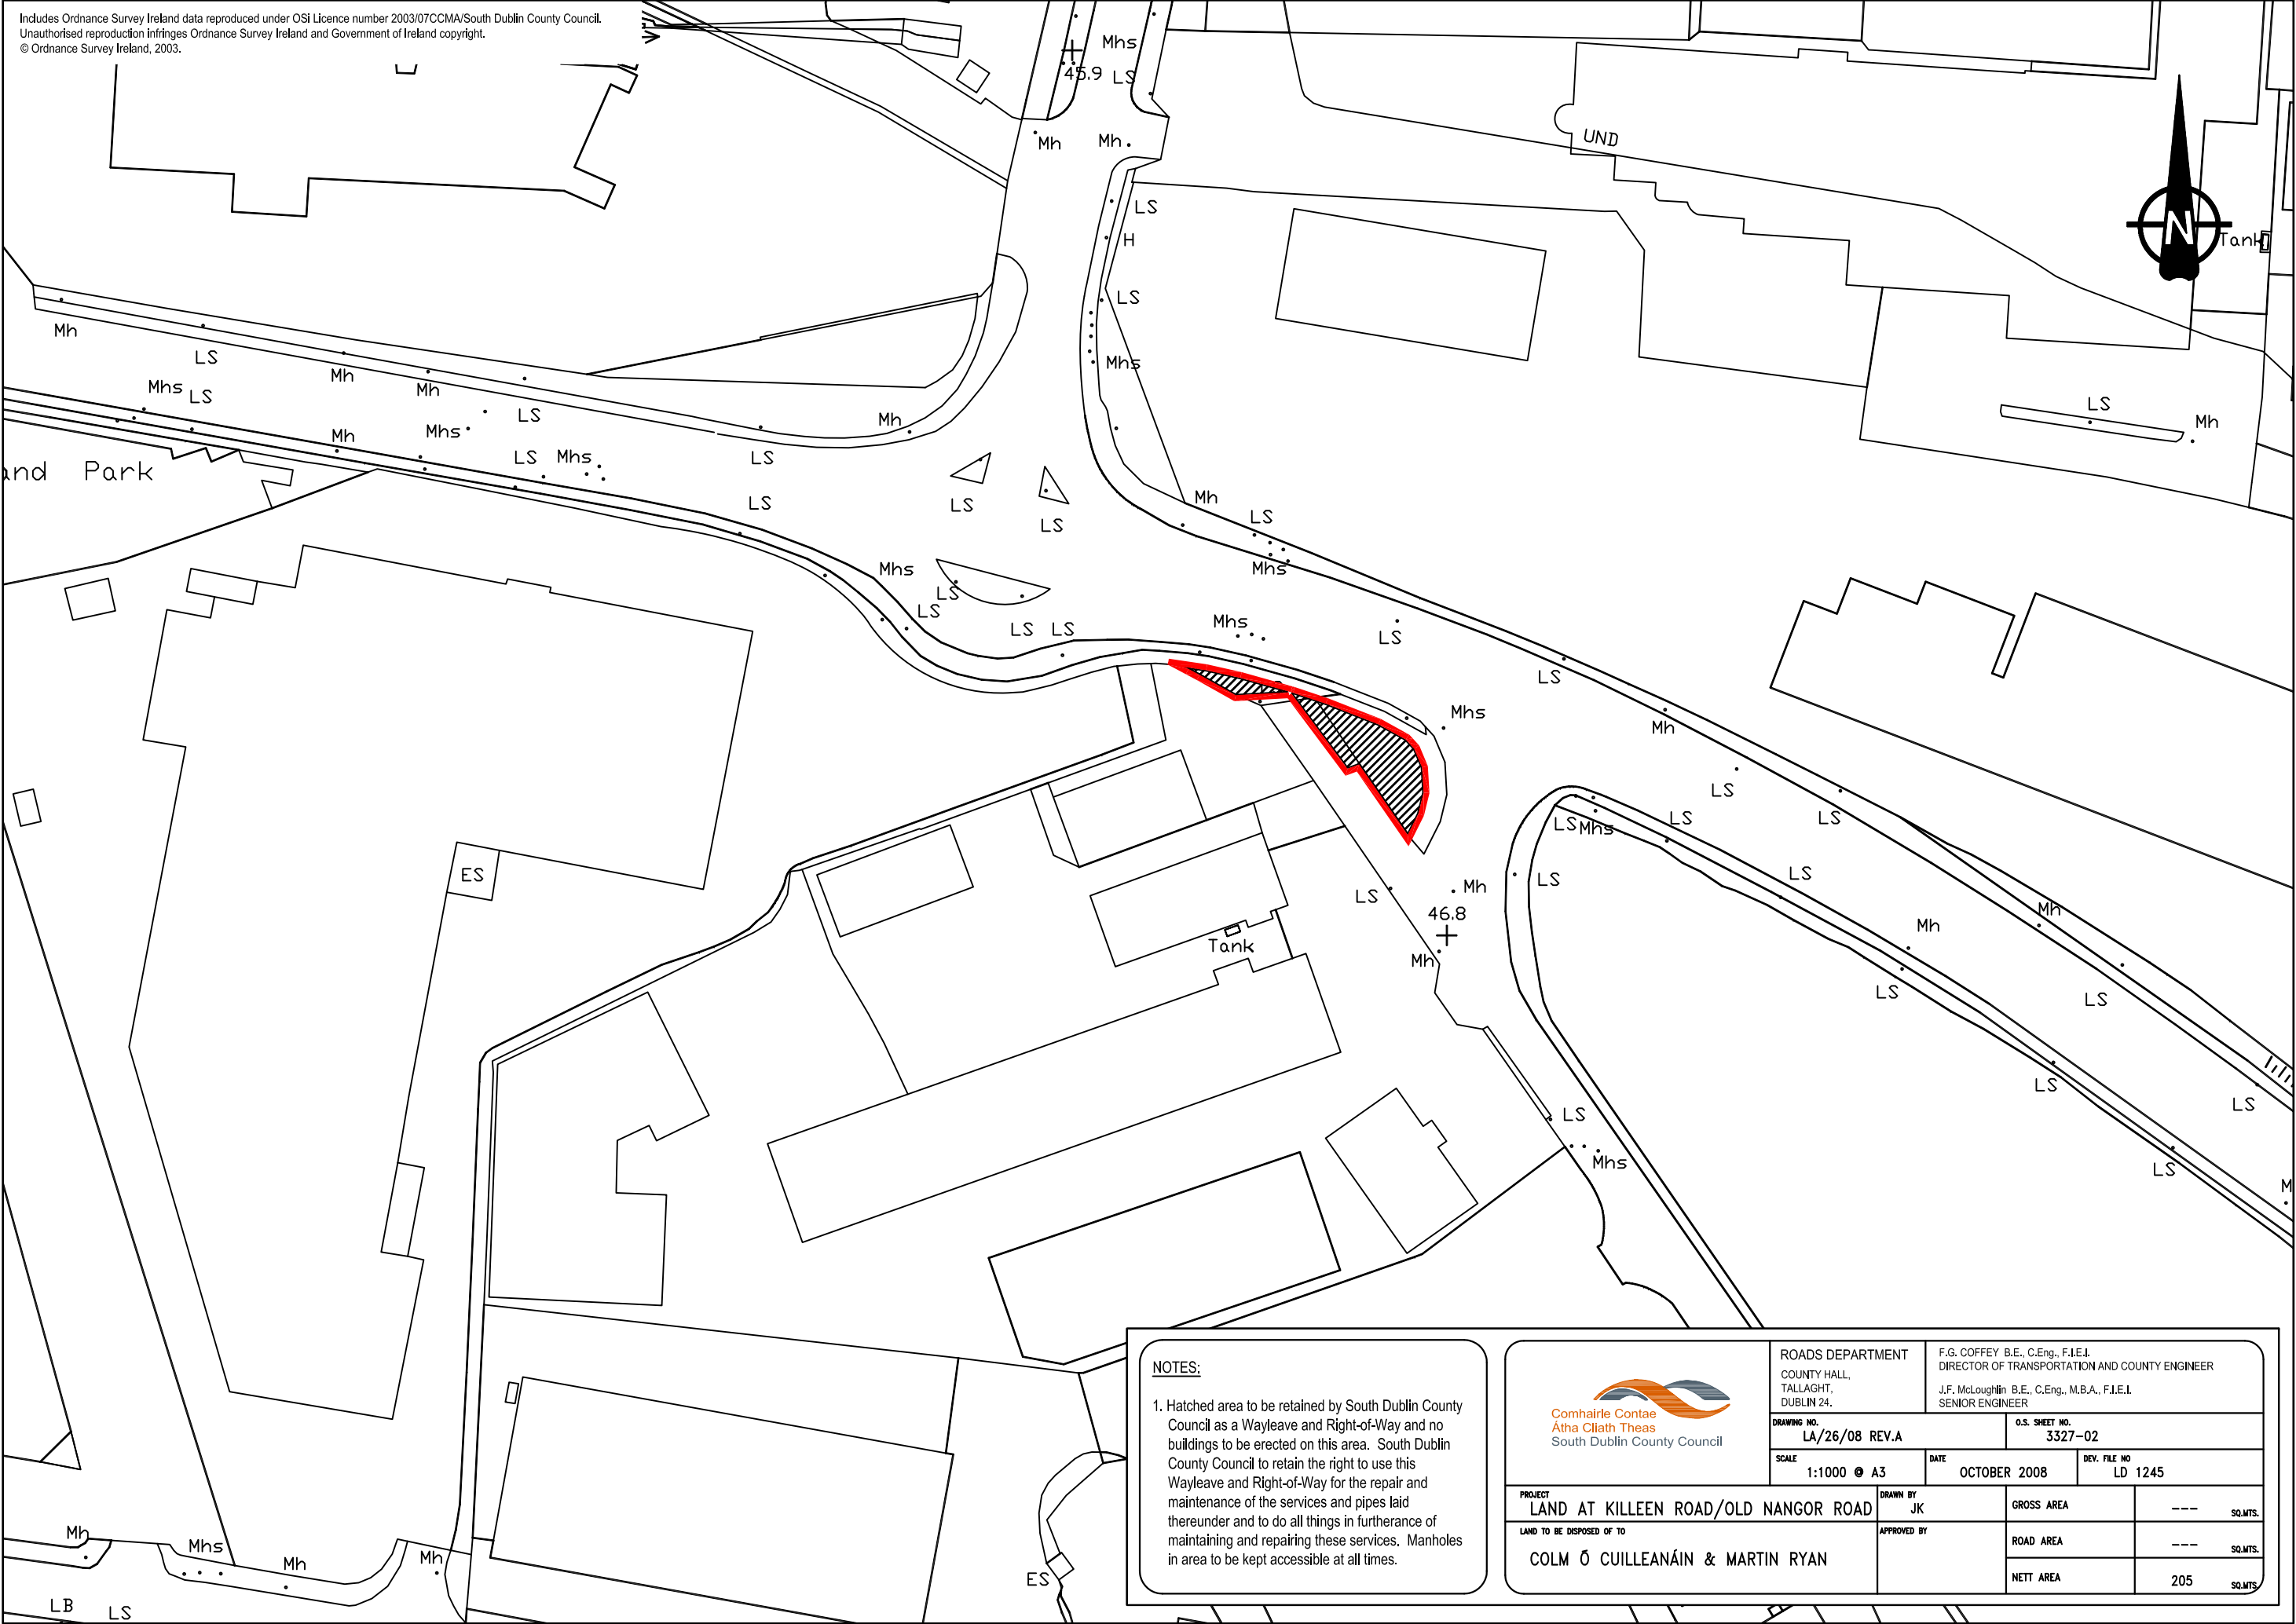 Includes Ordnance Survey Ireland data reproduced under OSi Licence number 2003/07CCMA/South Dublin County Council.
Unauthorised reproduction infringes Ordnance Survey Ireland and Government of Ireland copyright.
© Ordnance Survey Ireland, 2003.
Mhs
45.9 LS
Mh Mh
UND
LS
H
N
Tank
LS
Mh
LS
Mhs
Mh
Mh
Mhs LS
LS
Mh
LS
Mh
Mhs
Mh
LS Mhs
LS
and Park
LS
LS
LS
Mh
LS
Mhs
Mhs
LS
LS
LS LS
Mhs
LS
LS
Mhs
Mh
LS
LS
LS
LS Mhs
ES
LS
LS
LS
Mh
46.8
Mh
Mh
Tank
Mh
LS
LS
LS
LS
LS
Mhs
LS
M
NOTES:
1. Hatched area to be retained by South Dublin County
Council as a Wayleave and Right-of-Way and no
buildings to be erected on this area. South Dublin
County Council to retain the right to use this
Wayleave and Right-of-Way for the repair and
maintenance of the services and pipes laid
thereunder and to do all things in furtherance of
maintaining and repairing these services. Manholes
in area to be kept accessible at all times.
Comhairle Contae
Átha Cliath Theas
South Dublin County Council
ROADS DEPARTMENT
COUNTY HALL,
TALLAGHT,
DUBLIN 24.
F.G. COFFEY B.E., C.Eng., F.I.E.I.
DIRECTOR OF TRANSPORTATION AND COUNTY ENGINEER
J.F. McLoughlin B.E., C.Eng., M.B.A., F.I.E.I.
SENIOR ENGINEER
DRAWING NO.
LA/26/08 REV.A
O.S. SHEET NO.
3327-02
SCALE
1:1000 @ A3
DATE
OCTOBER 2008
DEV. FILE NO
LD 1245
PROJECT
LAND AT KILLEEN ROAD/OLD NANGOR ROAD
DRAWN BY
JK
GROSS AREA
--- SQ.MTS.
LAND TO BE DISPOSED OF TO
COLM Ó CUILLEANÁIN & MARTIN RYAN
APPROVED BY
ROAD AREA
--- SQ.MTS.
NETT AREA
205 SQ.MTS.
Mh
Mhs
Mh
Mh
ES
LB LS